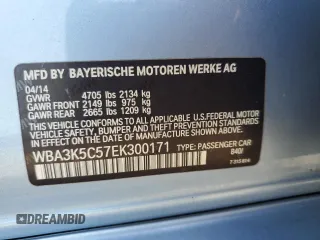 MFD BY BAYERISCHE MOTOREN WERKE AG
04/14
GVWR 4705 lbs 2134 kg
GAWR FRONT 2149 lbs 975 kg
GAWR REAR 2665 lbs 1209 kg
THIS VEHICLE CONFORMS TO ALL APPLICABLE U.S.FEDERAL
MOTOR VEHICLE SAFETY, BUMPER, AND THEFT PREVENTION
STANDARDS IN EFFECT ON THE DATE OF
MANUFACTURE SHOWN ABOVE.
WBA3K5C57EK300171 TYPE: PASSENGER CAR